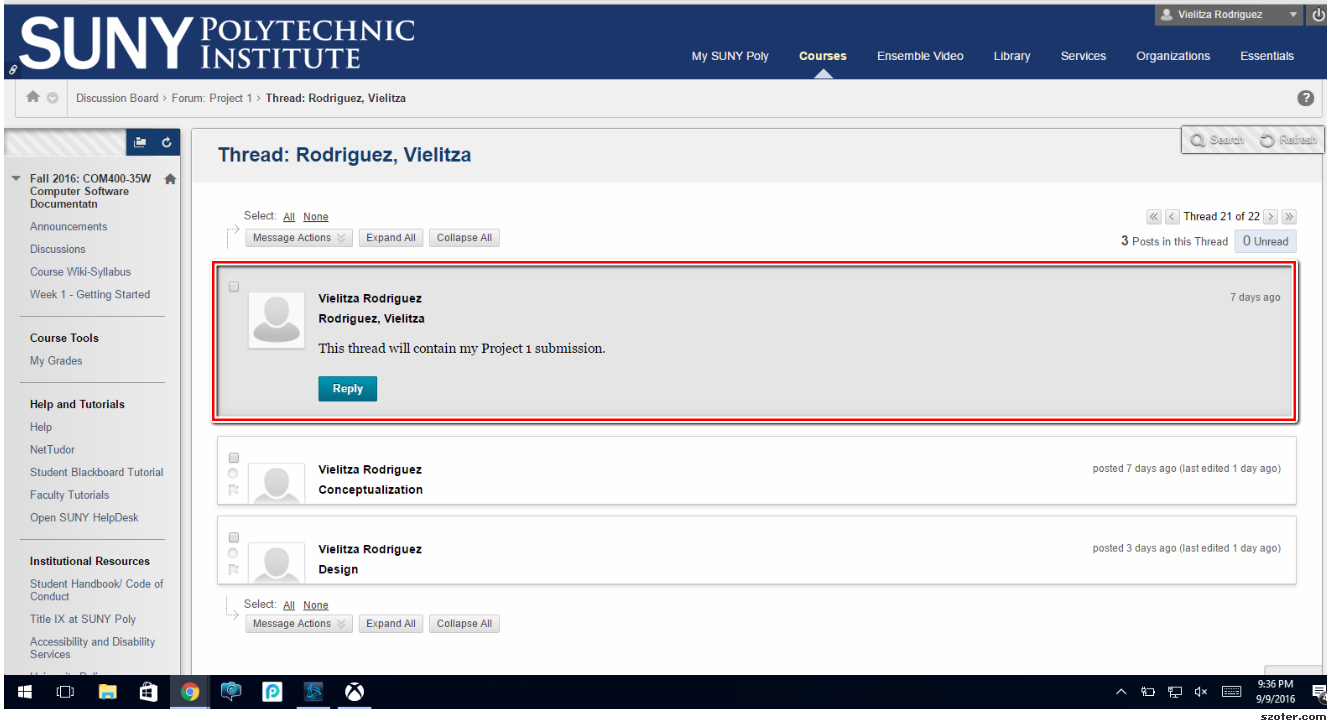 Vielitza Rodriguez
SUNY POLYTECHNIC
INSTITUTE
My SUNY Poly Courses Ensemble Video Library Services Organizations Essentials
Discussion Board > Forum: Project 1 > Thread: Rodriguez, Vielitza
Search Refresh
Fall 2016: COM400-35W
Computer Software
Documentatn
Announcements
Discussions
Course Wiki-Syllabus
Week 1 - Getting Started
Course Tools
My Grades
Help and Tutorials
Help
NetTudor
Student Blackboard Tutorial
Faculty Tutorials
Open SUNY HelpDesk
Institutional Resources
Student Handbook/ Code of
Conduct
Title IX at SUNY Poly
Accessibility and Disability
Services
Thread: Rodriguez, Vielitza
Select: All None
Message Actions Expand All Collapse All
Thread 21 of 22
3 Posts in this Thread 0 Unread
Vielitza Rodriguez
7 days ago
Rodriguez, Vielitza
This thread will contain my Project 1 submission.
Reply
Vielitza Rodriguez
posted 7 days ago (last edited 1 day ago)
Conceptualization
Vielitza Rodriguez
posted 3 days ago (last edited 1 day ago)
Design
Select: All None
Message Actions Expand All Collapse All
9:36 PM
9/9/2016
szoter.com